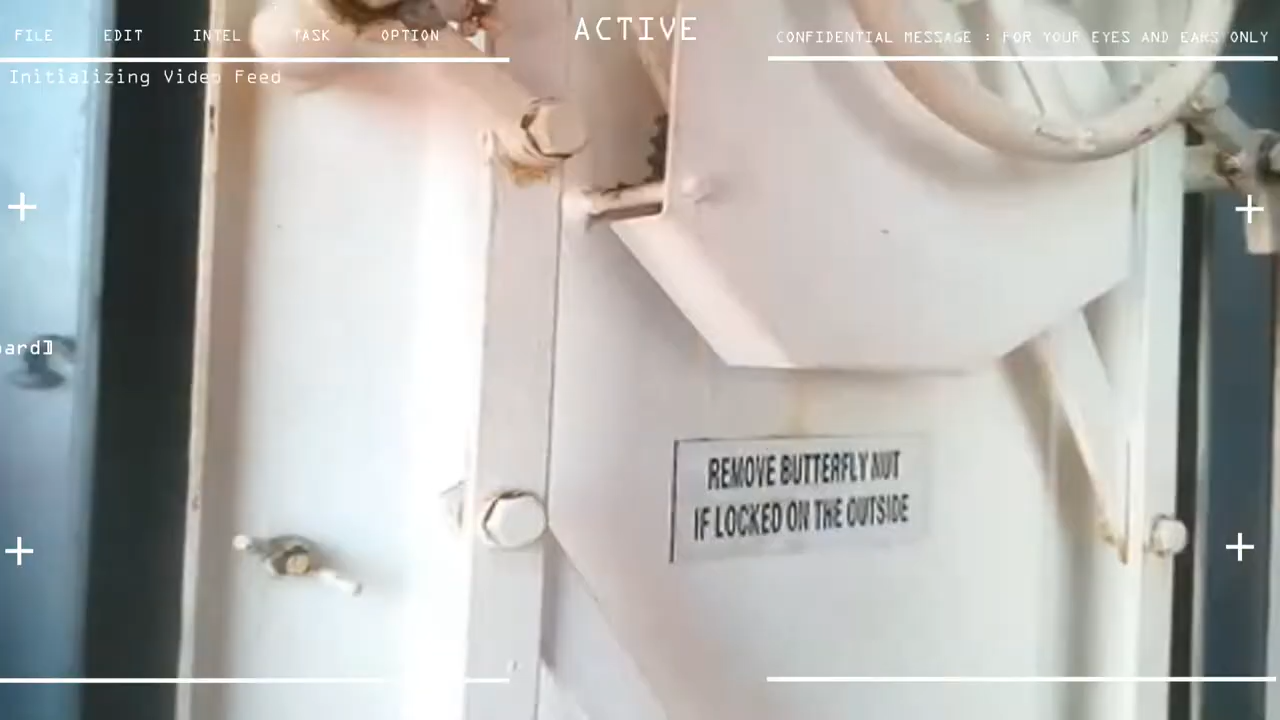 FILE EDIT INTEL TASK OPTION
ACTIVE
CONFIDENTIAL MESSAGE : FOR YOUR EYES AND EARS ONLY
Initializing Video Feed
REMOVE BUTTERFLY NUT
IF LOCKED ON THE OUTSIDE